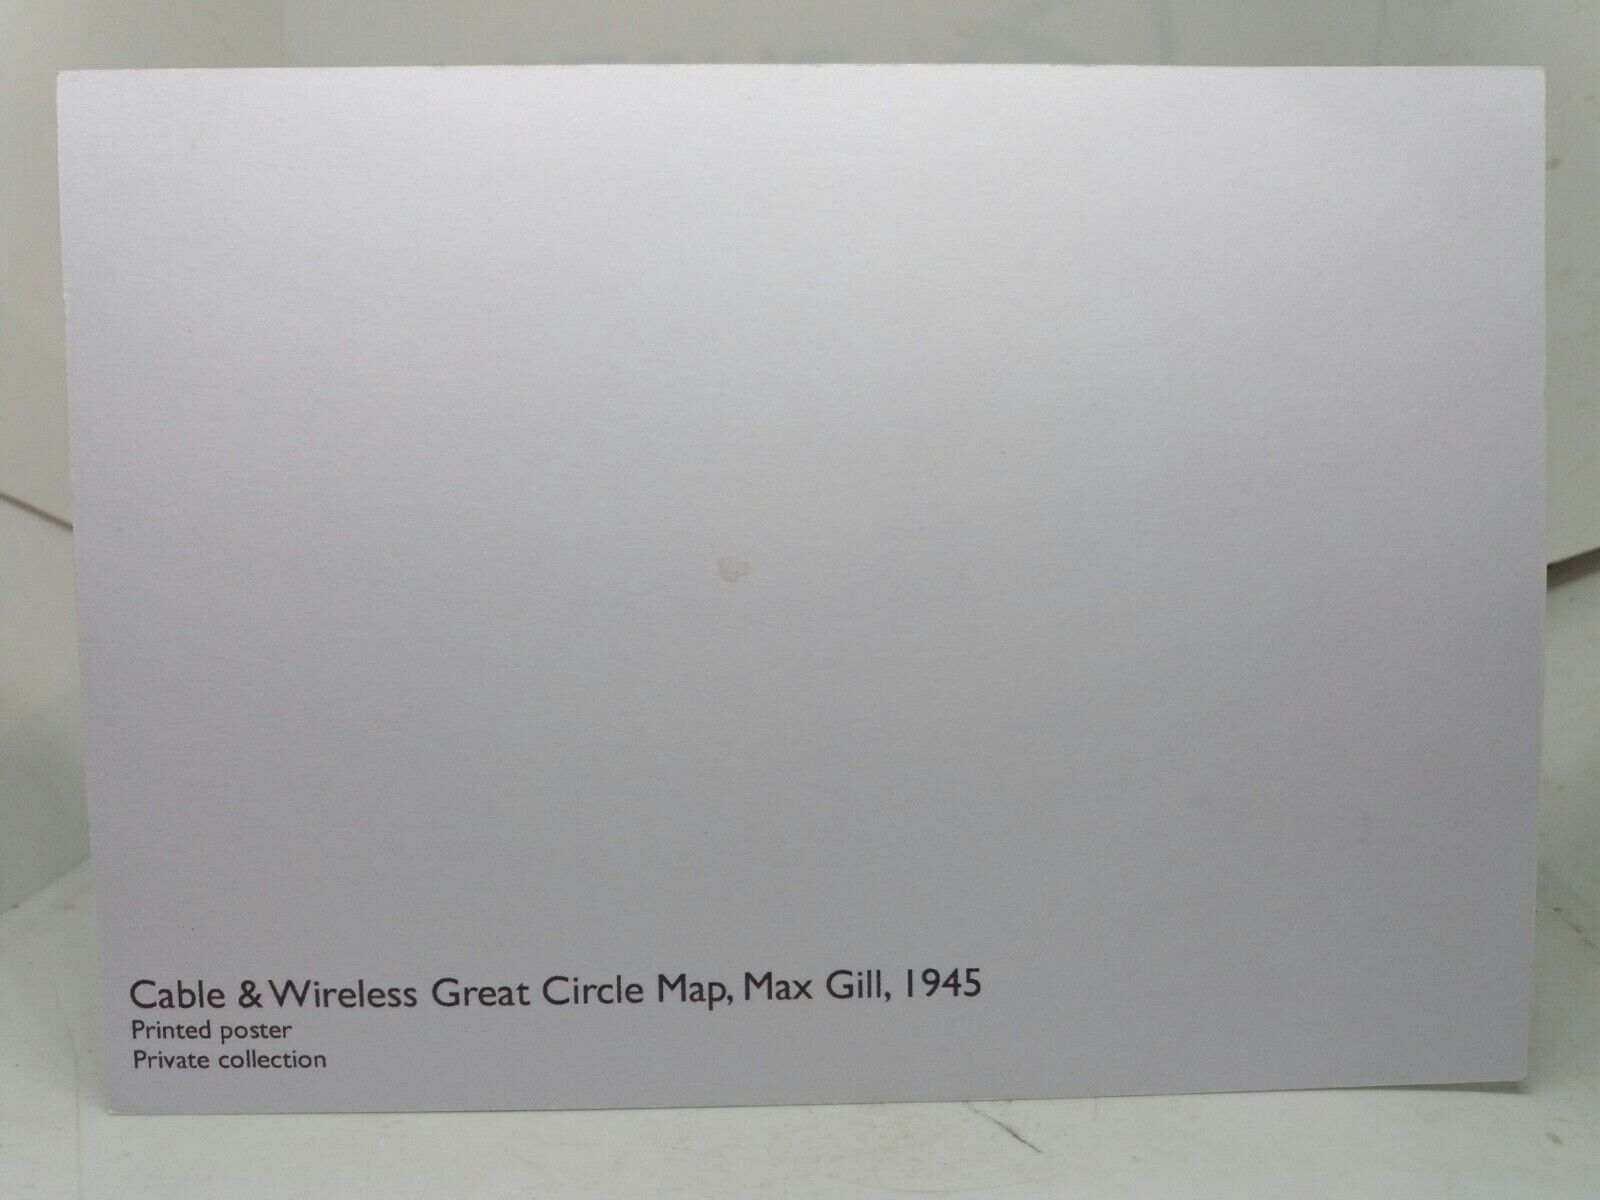 Cable & Wireless Great Circle Map, Max Gill, 1945
Printed poster
Private collection